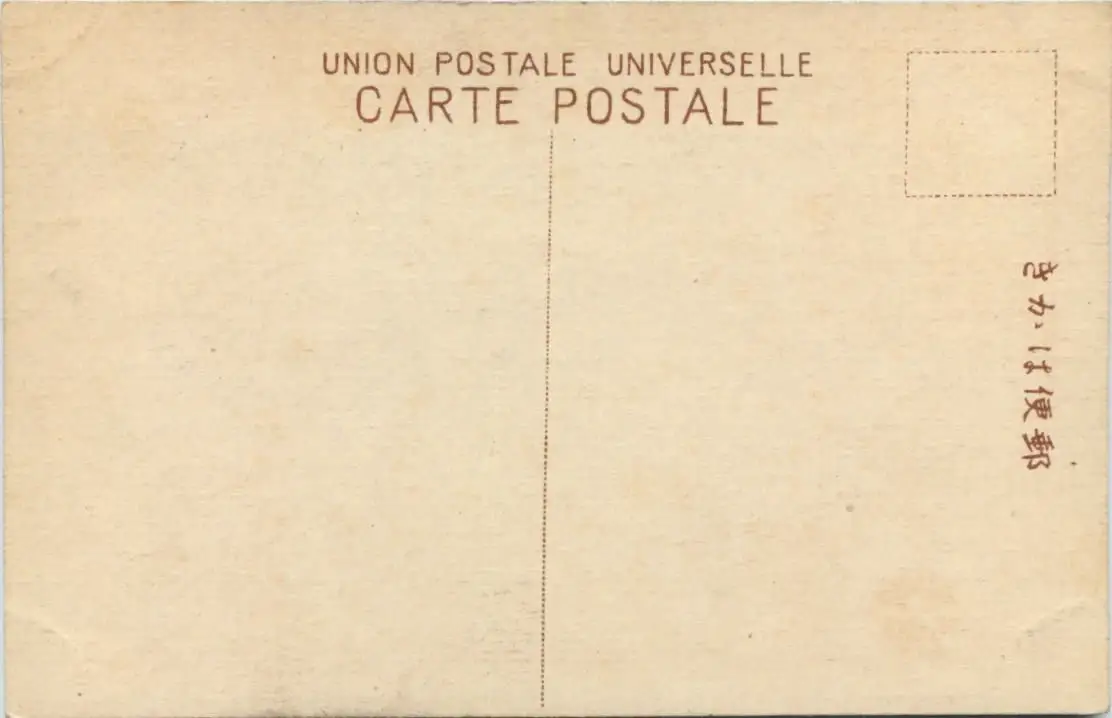 UNION POSTALE UNIVERSELLE
CARTE POSTALE
郵便はがき